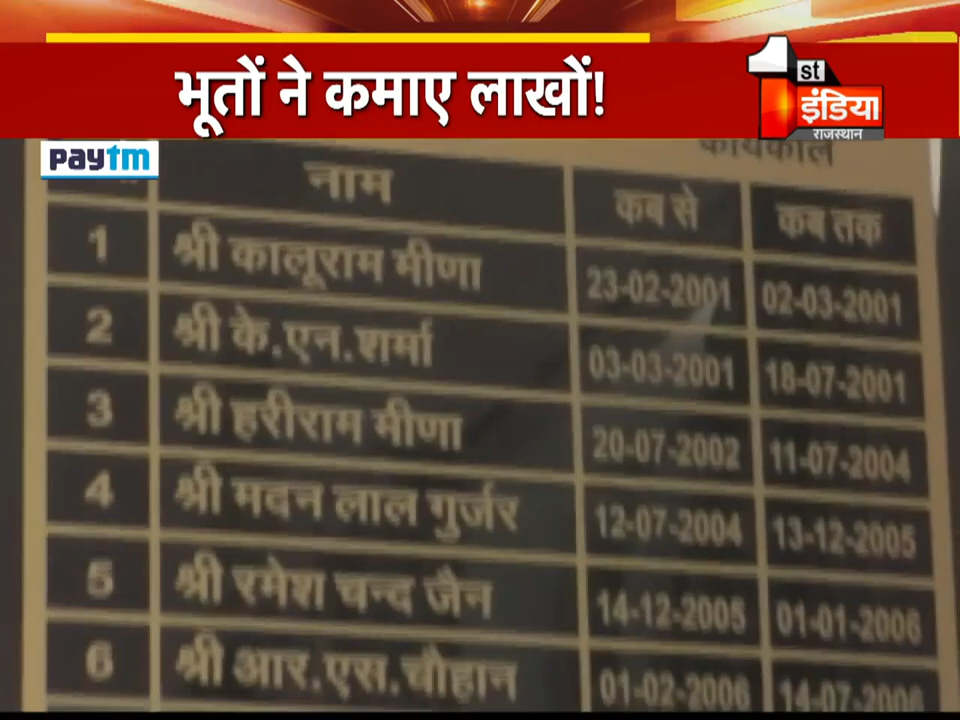 भूतों ने कमाए लाखों!
1st
इंडिया
राजस्थान
paytm
कार्यकाल
नाम कब से कब तक
1 श्री कालूराम मीणा 23-02-2001 02-03-2001
2 श्री के.एन.शर्मा 03-03-2001 18-07-2001
3 श्री हरीराम मीणा 20-07-2002 11-07-2004
4 श्री मदन लाल गुर्जर 12-07-2004 13-12-2005
5 श्री रमेश चन्द जैन 14-12-2005 01-01-2006
6 श्री आर.एस.चौहान 01-02-2006 14-07-2006